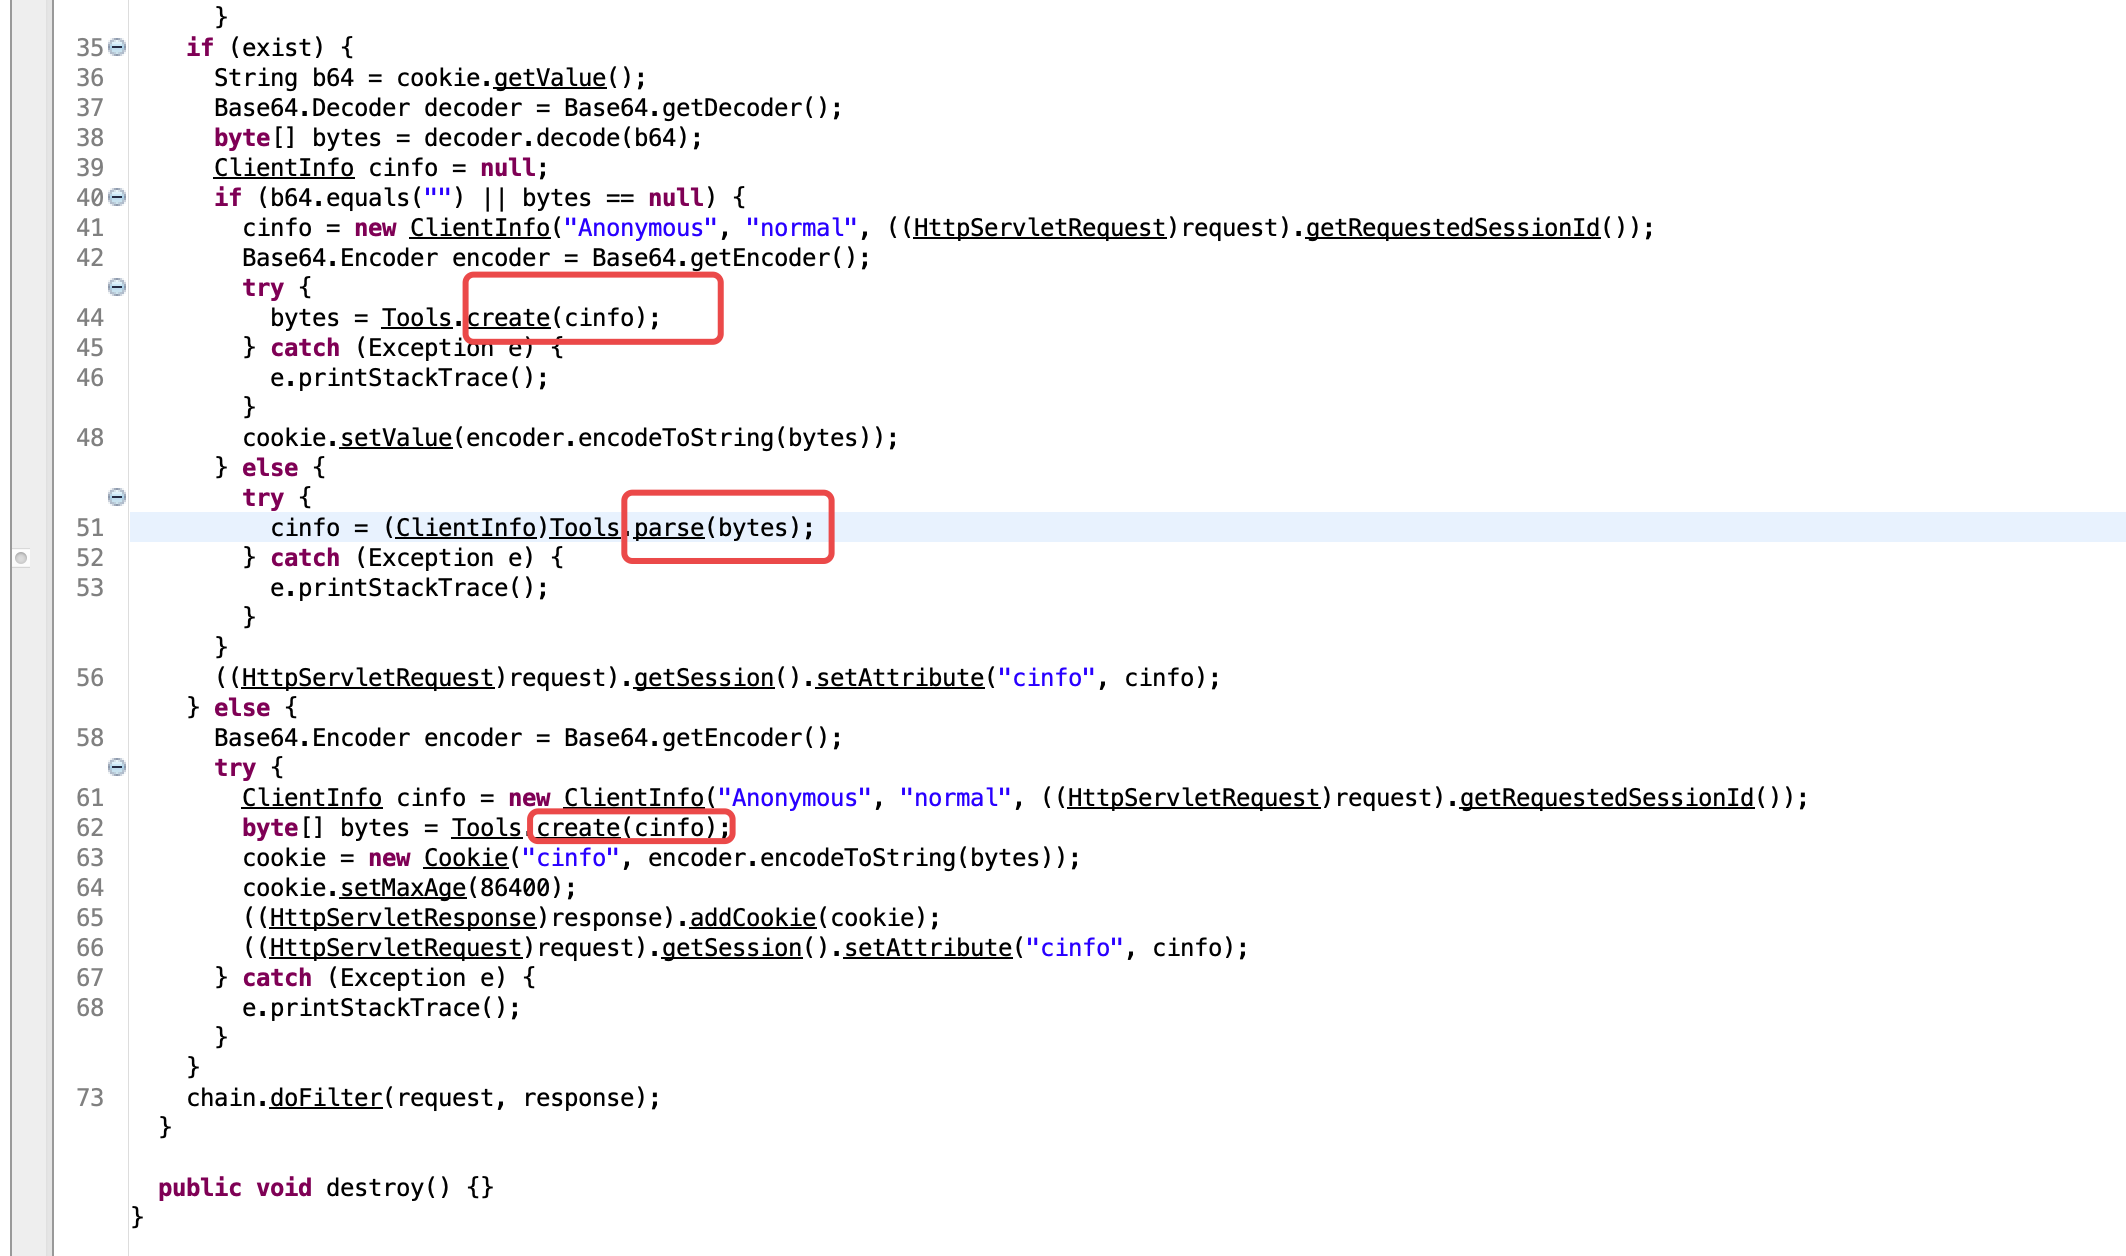 }
35 if (exist) {
36 String b64 = cookie.getValue();
37 Base64.Decoder decoder = Base64.getDecoder();
38 byte[] bytes = decoder.decode(b64);
39 ClientInfo cinfo = null;
40 if (b64.equals("") || bytes == null) {
41 cinfo = new ClientInfo("Anonymous", "normal", ((HttpServletRequest)request).getRequestedSessionId());
42 Base64.Encoder encoder = Base64.getEncoder();
try {
44 bytes = Tools.create(cinfo);
45 } catch (Exception e) {
46 e.printStackTrace();
}
48 cookie.setValue(encoder.encodeToString(bytes));
} else {
try {
51 cinfo = (ClientInfo)Tools.parse(bytes);
52 } catch (Exception e) {
53 e.printStackTrace();
}
}
56 ((HttpServletRequest)request).getSession().setAttribute("cinfo", cinfo);
} else {
58 Base64.Encoder encoder = Base64.getEncoder();
try {
61 ClientInfo cinfo = new ClientInfo("Anonymous", "normal", ((HttpServletRequest)request).getRequestedSessionId());
62 byte[] bytes = Tools.create(cinfo);
63 cookie = new Cookie("cinfo", encoder.encodeToString(bytes));
64 cookie.setMaxAge(86400);
65 ((HttpServletResponse)response).addCookie(cookie);
66 ((HttpServletRequest)request).getSession().setAttribute("cinfo", cinfo);
67 } catch (Exception e) {
68 e.printStackTrace();
}
}
73 chain.doFilter(request, response);
}
public void destroy() {}
}